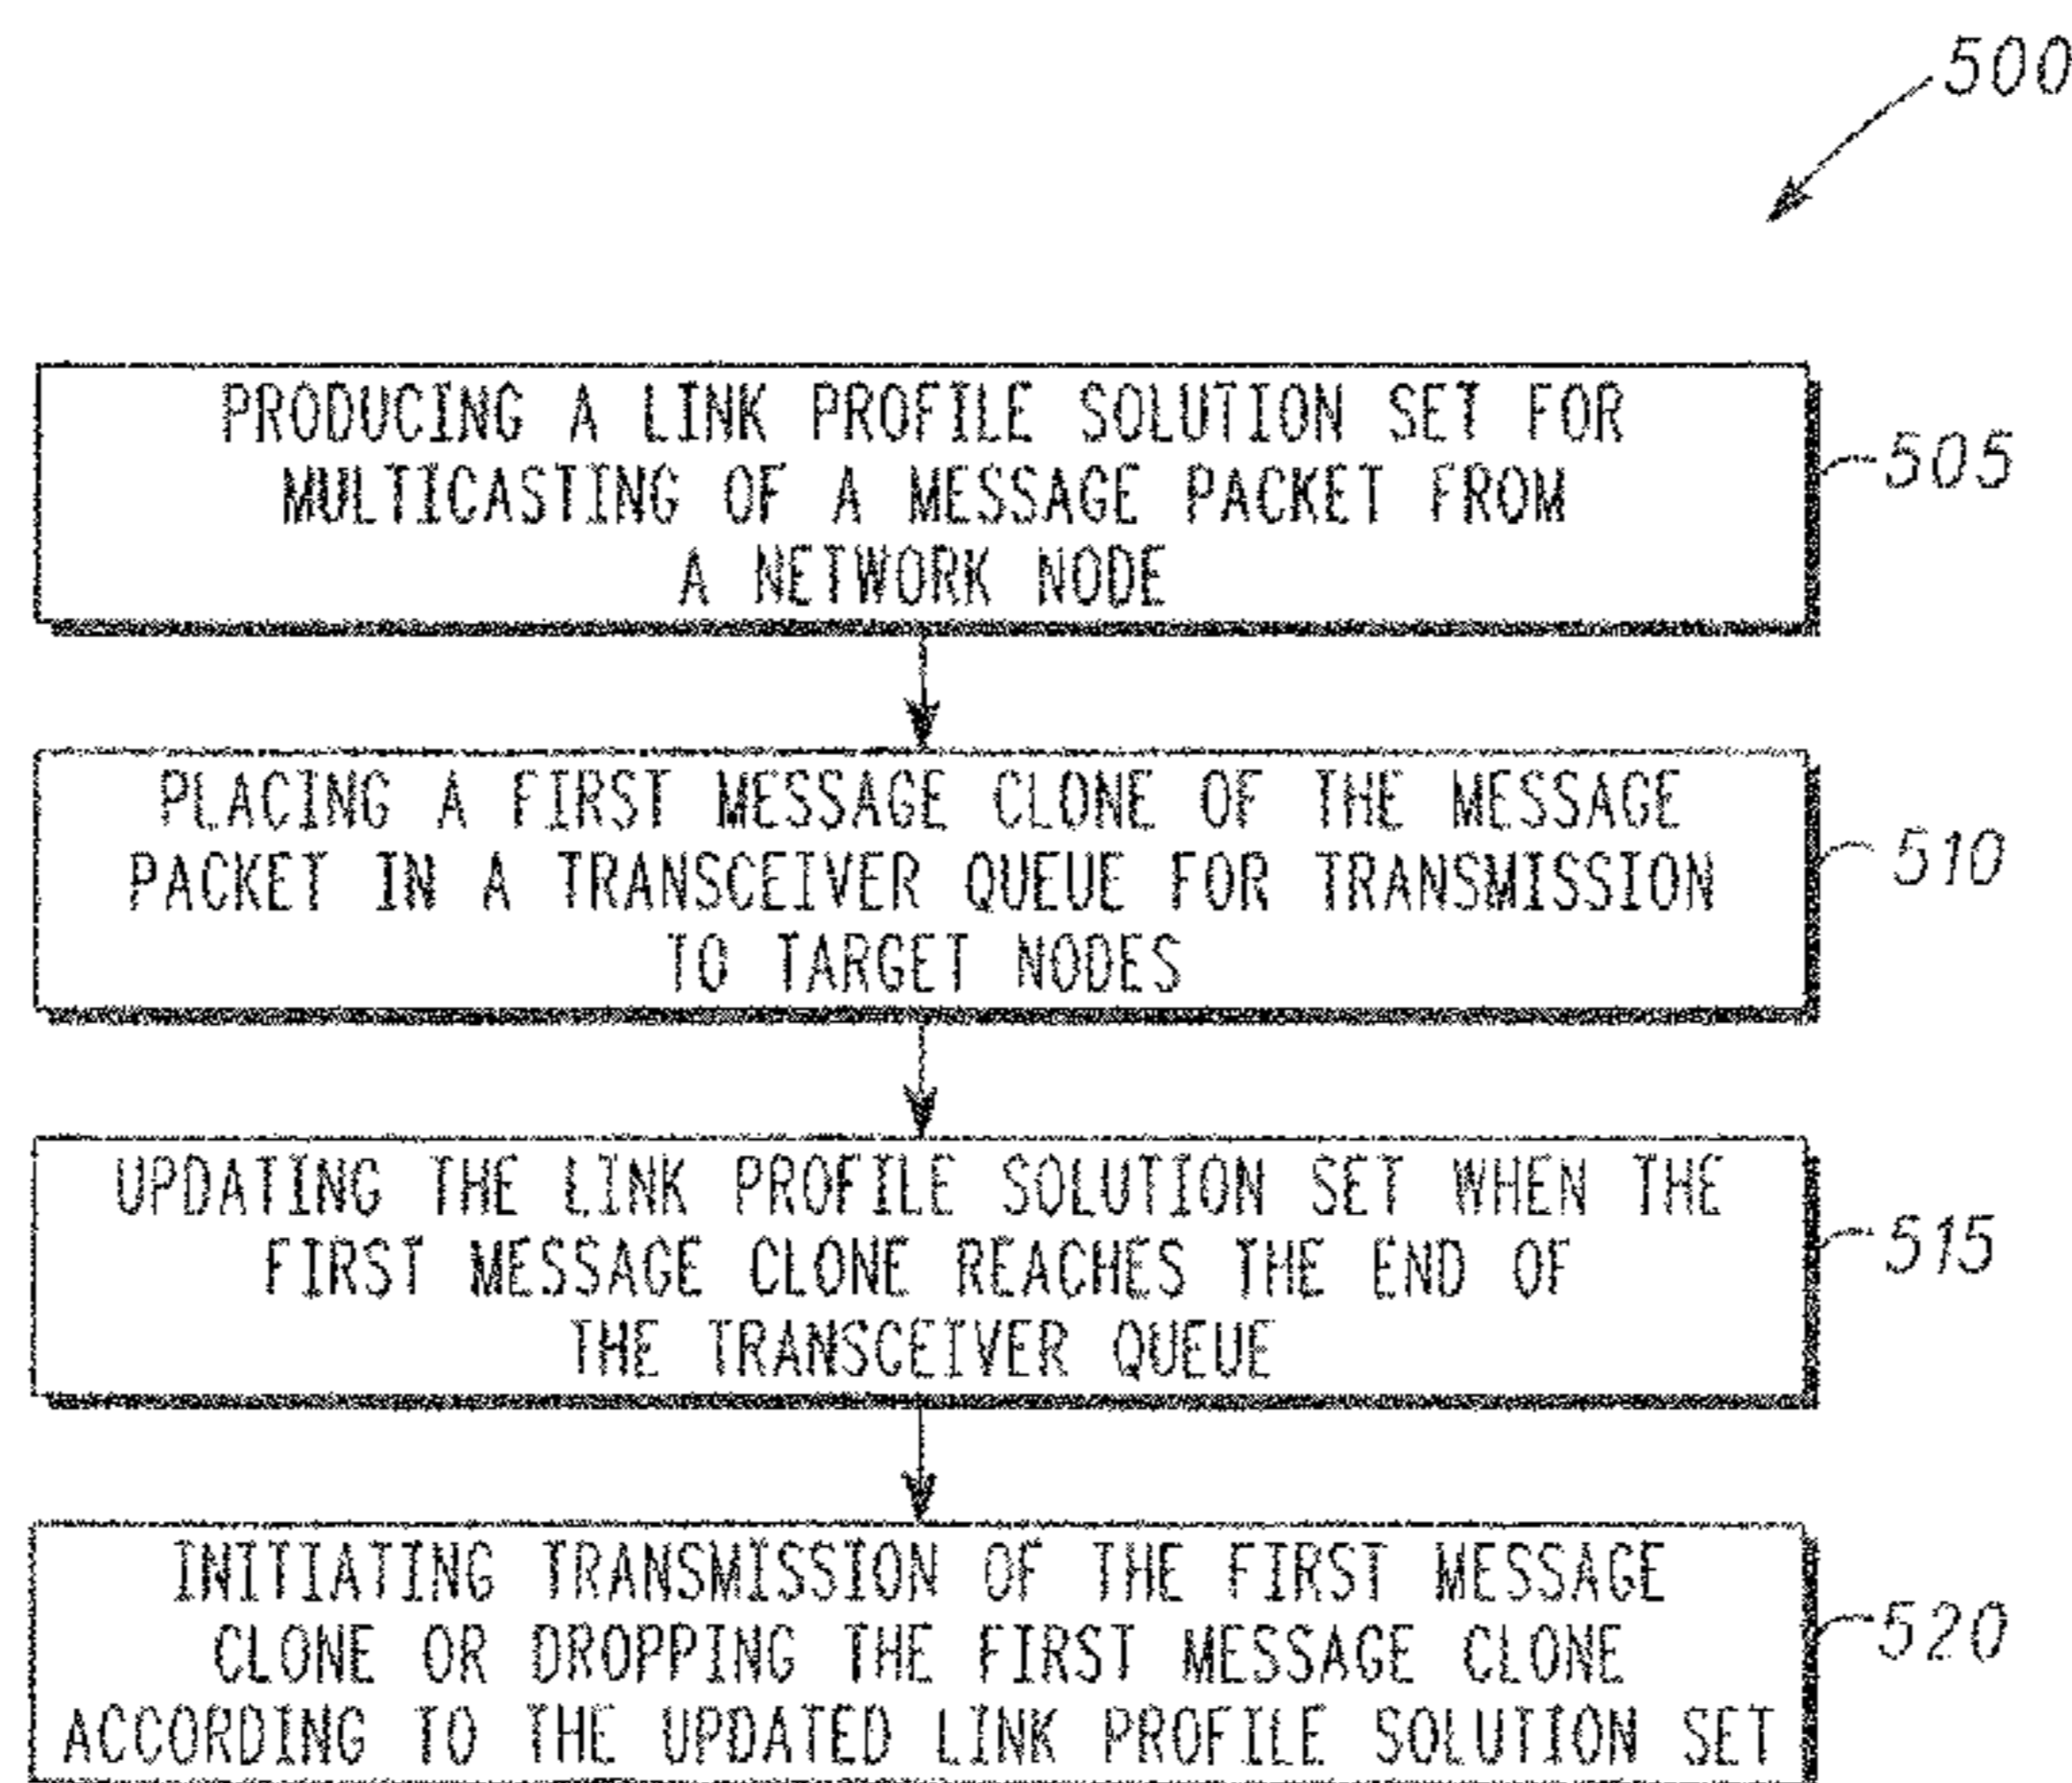 500
PRODUCING A LINK PROFILE SOLUTION SET FOR
MULTICASTING OF A MESSAGE PACKET FROM
A NETWORK NODE
505
PLACING A FIRST MESSAGE CLONE OF THE MESSAGE
PACKET IN A TRANSCEIVER QUEUE FOR TRANSMISSION
TO TARGET NODES
510
UPDATING THE LINK PROFILE SOLUTION SET WHEN THE
FIRST MESSAGE CLONE REACHES THE END OF
THE TRANSCEIVER QUEUE
515
INITIATING TRANSMISSION OF THE FIRST MESSAGE
CLONE OR DROPPING THE FIRST MESSAGE CLONE
ACCORDING TO THE UPDATED LINK PROFILE SOLUTION SET
520